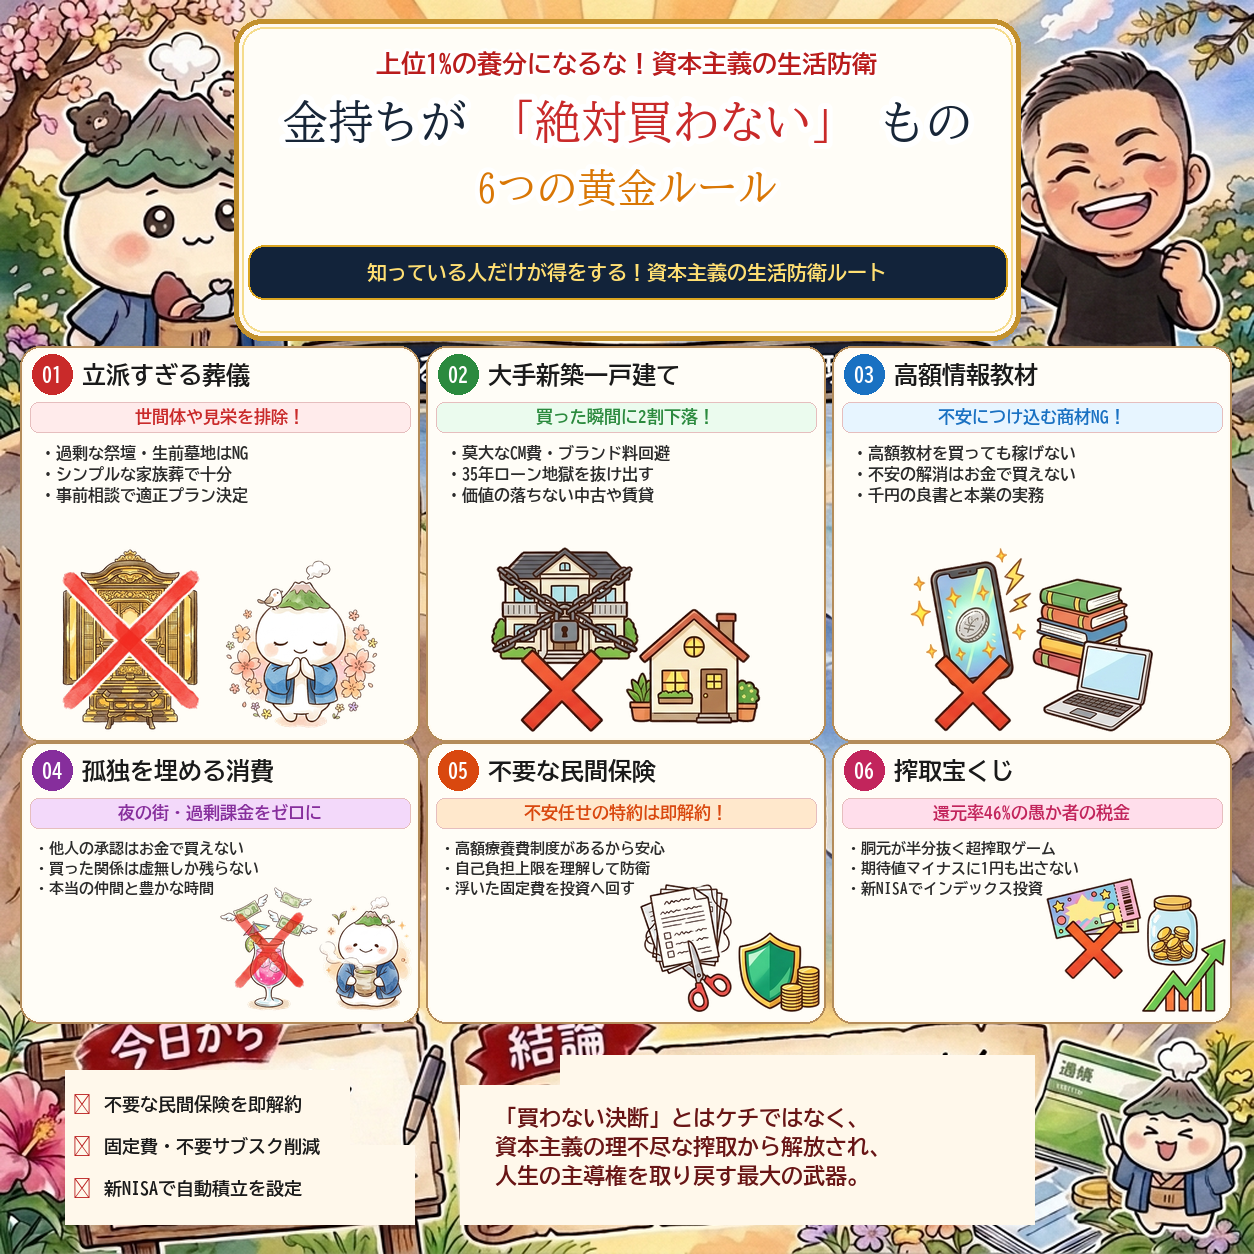 上位1%の養分になるな！資本主義の生活防衛
金持ちが「絶対買わない」もの
6つの黄金ルール
知っている人だけが得をする！資本主義の生活防衛ルート
01 立派すぎる葬儀
世間体や見栄を排除！
・過剰な祭壇・生前墓地はNG
・シンプルな家族葬で十分
・事前相談で適正プラン決定
02 大手新築一戸建て
買った瞬間に2割下落！
・莫大なCM費・ブランド料回避
・35年ローン地獄を抜け出す
・価値の落ちない中古や賃貸
03 高額情報教材
不安につけ込む商材NG！
・高額教材を買っても稼げない
・不安の解消はお金で買えない
・千円の良書と本業の実務
04 孤独を埋める消費
夜の街・過剰課金をゼロに
・他人の承認はお金で買えない
・買った関係は虚無しか残らない
・本当の仲間と豊かな時間
05 不要な民間保険
不安任せの特約は即解約！
・高額療養費制度があるから安心
・自己負担上限を理解して防衛
・浮いた固定費を投資へ回す
06 搾取宝くじ
還元率46%の愚か者の税金
・胴元が半分抜く超搾取ゲーム
・期待値マイナスに1円も出さない
・新NISAでインデックス投資
今日から
不要な民間保険を即解約
固定費・不要サブスク削減
新NISAで自動積立を設定
結論
「買わない決断」とはケチではなく、
資本主義の理不尽な搾取から解放され、
人生の主導権を取り戻す最大の武器。